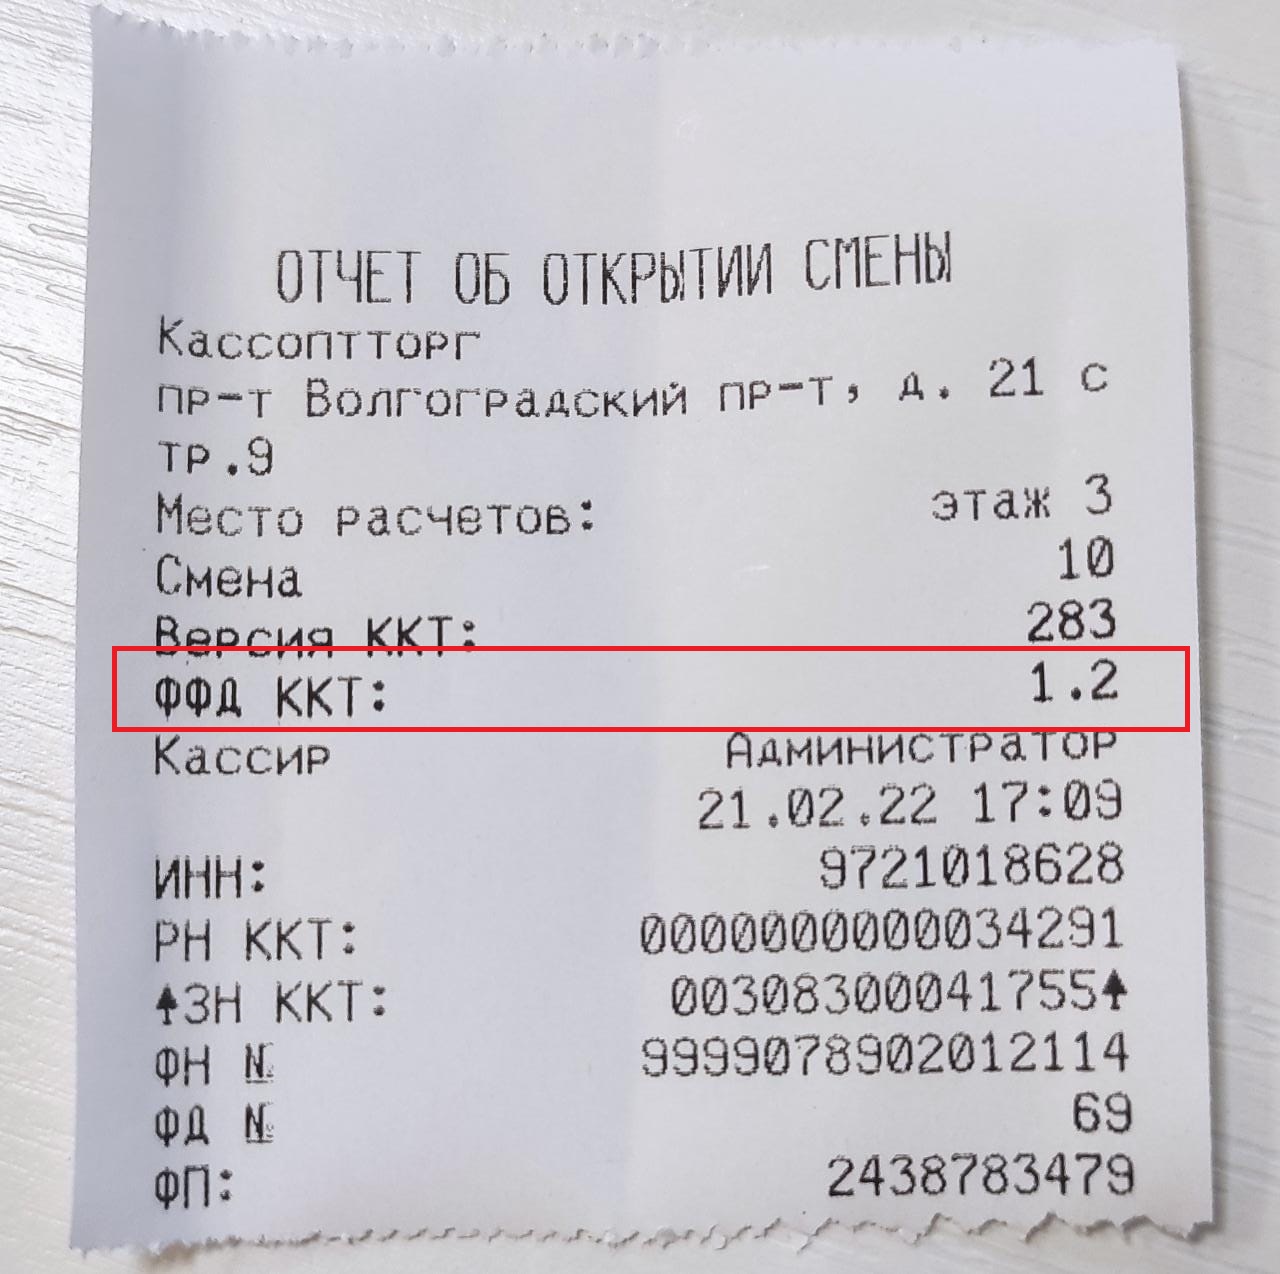 ОТЧЕТ ОБ ОТКРЫТИИ СМЕНЫ
Кассоптторг
пр-т Волгоградский пр-т, д. 21 с
тр.9
Место расчетов: этаж 3
Смена 10
Версия ККТ: 283
ФФД ККТ: 1.2
Кассир Администратор
21.02.22 17:09
ИНН: 9721018628
РН ККТ: 0000000000034291
🠅ЗН ККТ: 00308300041755🠅
ФН № 9999078902012114
ФД № 69
ФП: 2438783479